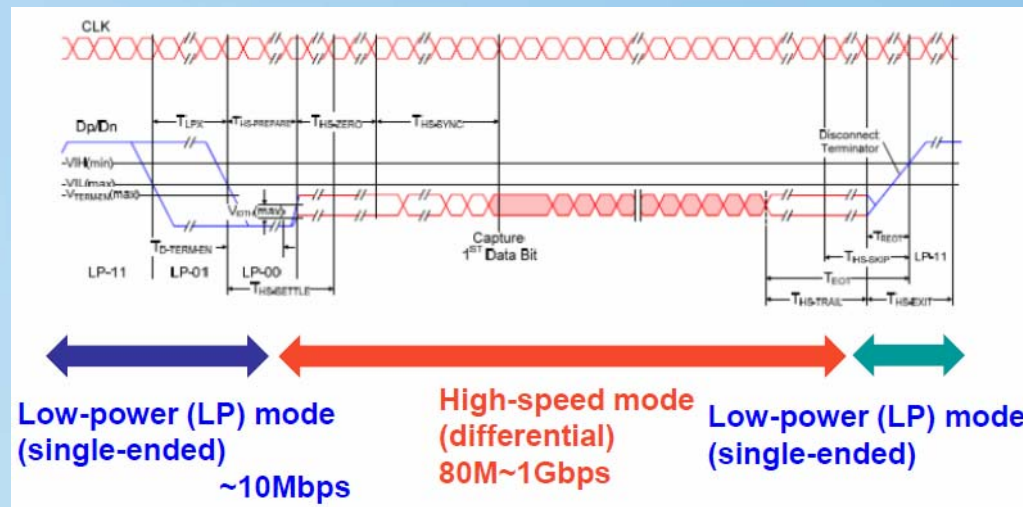 CLK
Dp/Dn
TLPX
THS-PREPARE
THS-ZERO
THS-SYNC
Disconnect
Terminator
VIH(min)
VIL(max)
VTERM-EN(max)
VIDTH(max)
TD-TERM-EN
Capture
1ST Data Bit
TREOT
LP-11
LP-01
LP-00
THS-SKIP
LP-11
TEOT
THS-SETTLE
THS-TRAIL
THS-EXIT
Low-power (LP) mode
(single-ended)
~10Mbps
High-speed mode
(differential)
80M~1Gbps
Low-power (LP) mode
(single-ended)